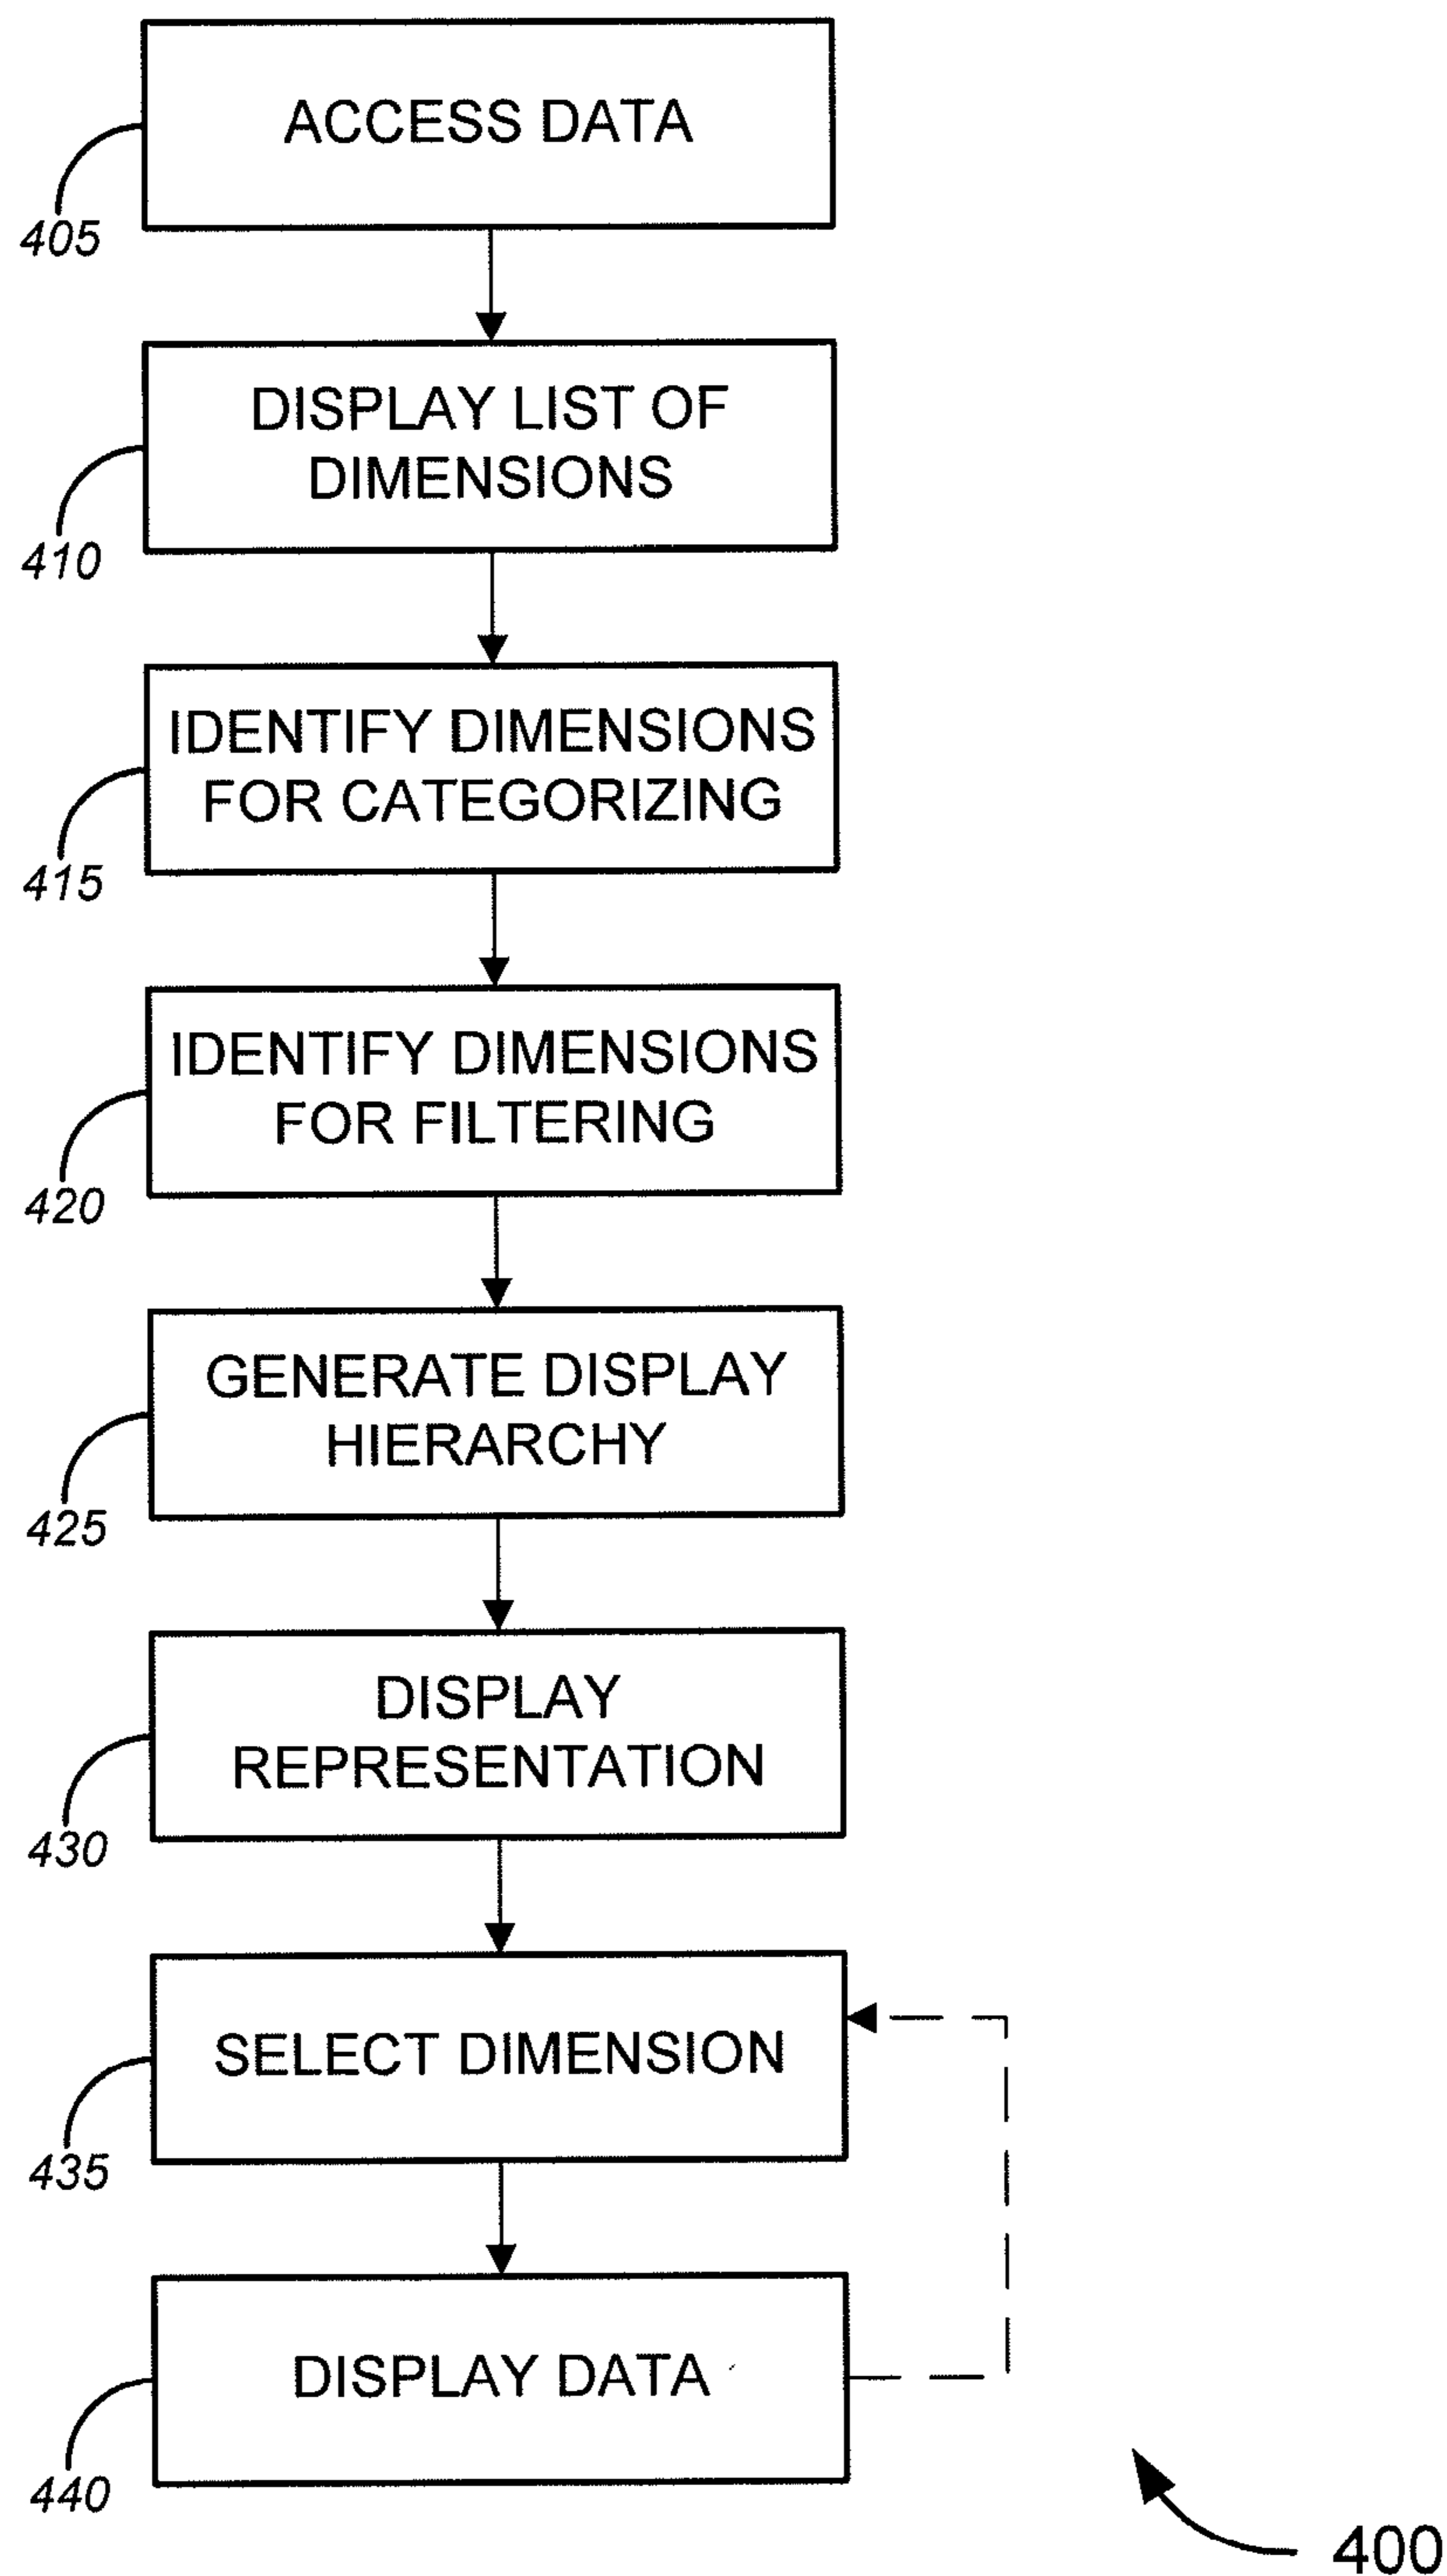 ACCESS DATA
405
DISPLAY LIST OF
DIMENSIONS
410
IDENTIFY DIMENSIONS
FOR CATEGORIZING
415
IDENTIFY DIMENSIONS
FOR FILTERING
420
GENERATE DISPLAY
HIERARCHY
425
DISPLAY
REPRESENTATION
430
SELECT DIMENSION
435
DISPLAY DATA
440
400